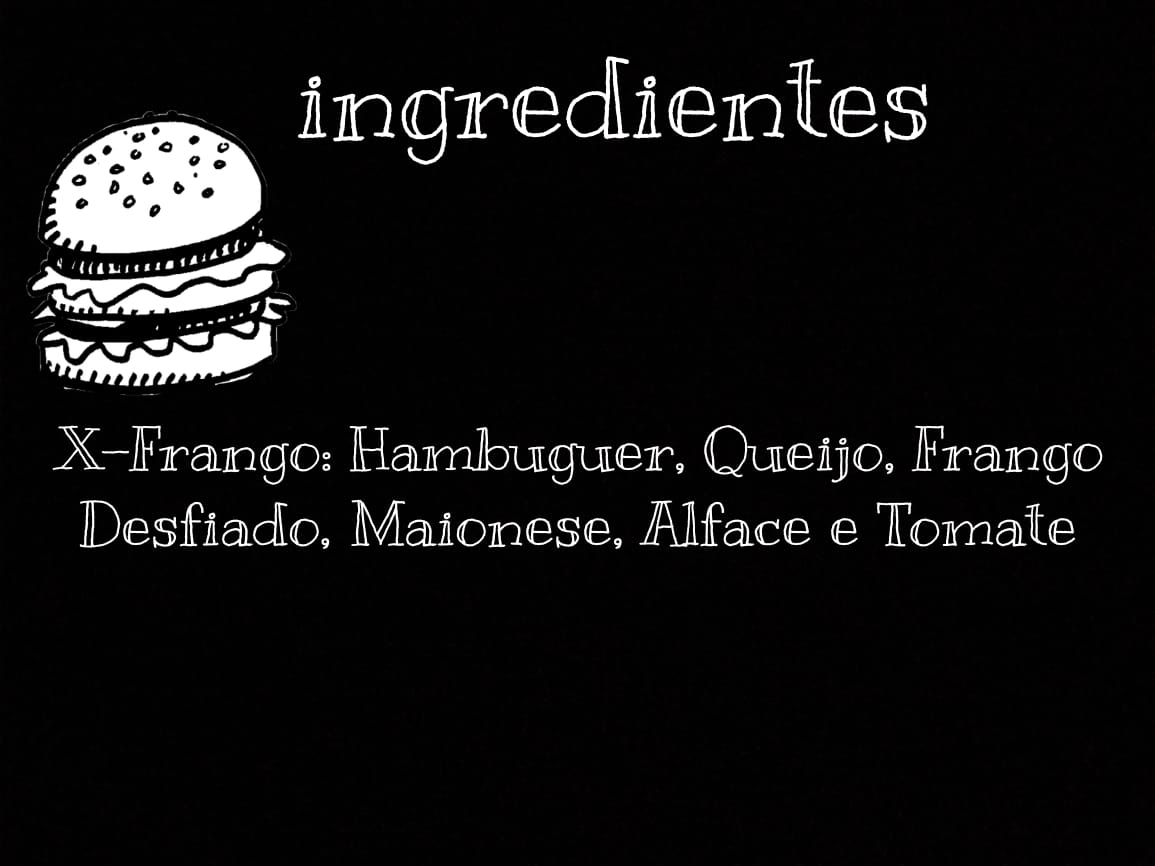 ingredientes
X-Frango: Hambuguer, Queijo, Frango
Desfiado, Maionese, Alface e Tomate